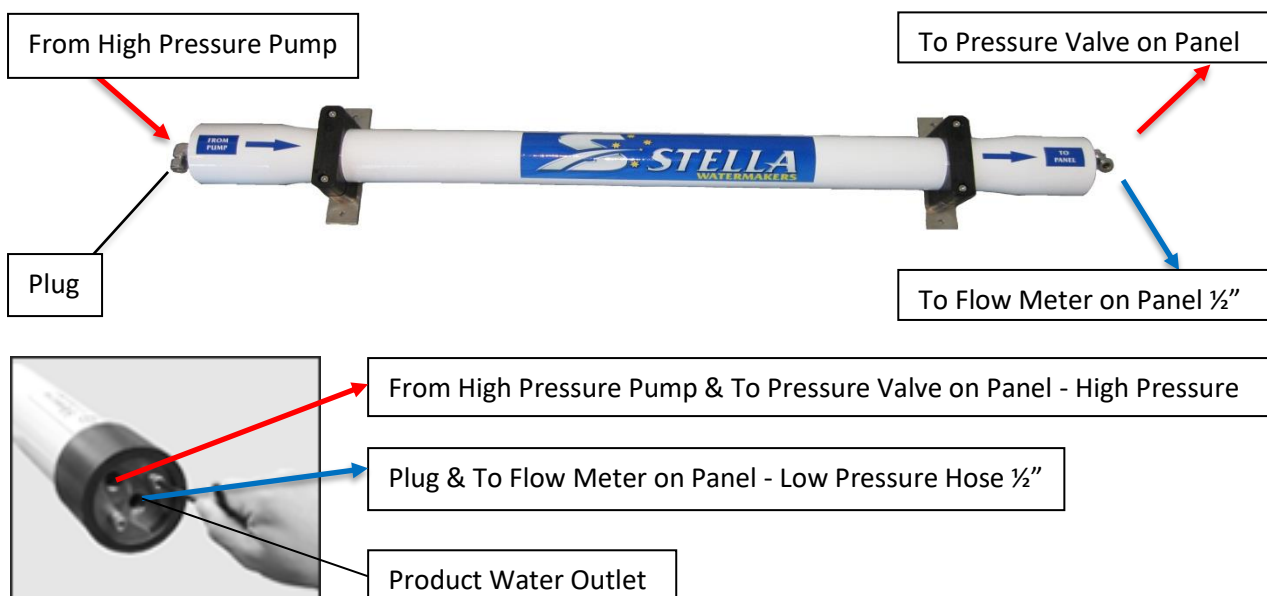 From High Pressure Pump
To Pressure Valve on Panel
FROM
PUMP
STELLA
WATERMAKERS
TO
PANEL
Plug
To Flow Meter on Panel ½”
From High Pressure Pump & To Pressure Valve on Panel - High Pressure
Plug & To Flow Meter on Panel - Low Pressure Hose ½”
Product Water Outlet